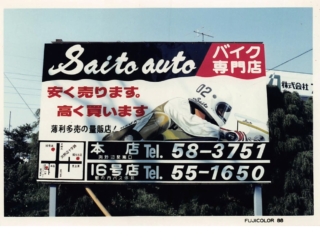 Saito auto
バイク
専門店
安く売ります。
高く買います
薄利多売の量販店!
02
本店 Tel. 58-3751
16号店 Tel. 55-1650
株式会社
FUJICOLOR 88